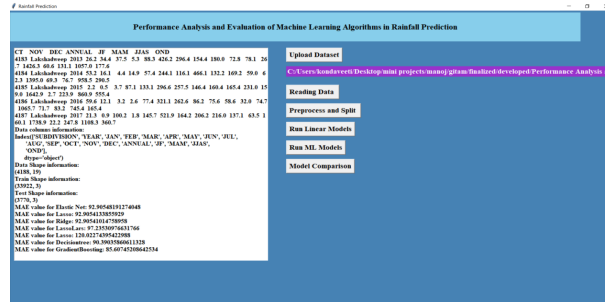 Rainfall Prediction
Performance Analysis and Evaluation of Machine Learning Algorithms in Rainfall Prediction
CT NOV DEC ANNUAL JF MAM JJAS OND
4183 Lakshadweep 2013 26.2 34.4 37.5 5.3 88.3 426.2 296.4 154.4 180.0 72.8 78.1 26
.7 1426.3 60.6 131.1 1057.0 177.6
4184 Lakshadweep 2014 53.2 16.1 4.4 14.9 57.4 244.1 116.1 466.1 132.2 169.2 59.0 6
2.3 1395.0 69.3 76.7 958.5 290.5
4185 Lakshadweep 2015 2.2 0.5 3.7 87.1 133.1 296.6 257.5 146.4 160.4 165.4 231.0 15
9.0 1642.9 2.7 223.9 860.9 555.4
4186 Lakshadweep 2016 59.6 12.1 3.2 2.6 77.4 321.1 262.6 86.2 75.6 58.6 32.0 74.7
1065.7 71.7 83.2 745.4 165.4
4187 Lakshadweep 2017 21.3 0.9 100.2 1.8 145.7 521.9 164.2 206.2 216.0 137.1 63.5 1
60.1 1738.9 22.2 247.8 1108.3 360.7
Data columns information:
Index(['SUBDIVISION', 'YEAR', 'JAN', 'FEB', 'MAR', 'APR', 'MAY', 'JUN', 'JUL',
'AUG', 'SEP', 'OCT', 'NOV', 'DEC', 'ANNUAL', 'JF', 'MAM', 'JJAS',
'OND'],
dtype='object')
Data Shape information:
(4188, 19)
Train Shape information:
(33922, 3)
Test Shape information:
(3770, 3)
MAE value for Elastic Net: 92.90548191274048
MAE value for Lasso: 92.9054133855929
MAE value for Ridge: 92.90541014758958
MAE value for LassoLars: 97.23530976631766
MAE value for Lasso: 120.02274395422988
MAE value for Decisiontree: 90.39035860611328
MAE value for GradientBoosting: 85.60745208642534
Upload Dataset
C:/Users/kondaveeti/Desktop/mini projects/manoj/gitam/finalized/developed/Performance Analysis
Reading Data
Preprocess and Split
Run Linear Models
Run ML Models
Model Comparison